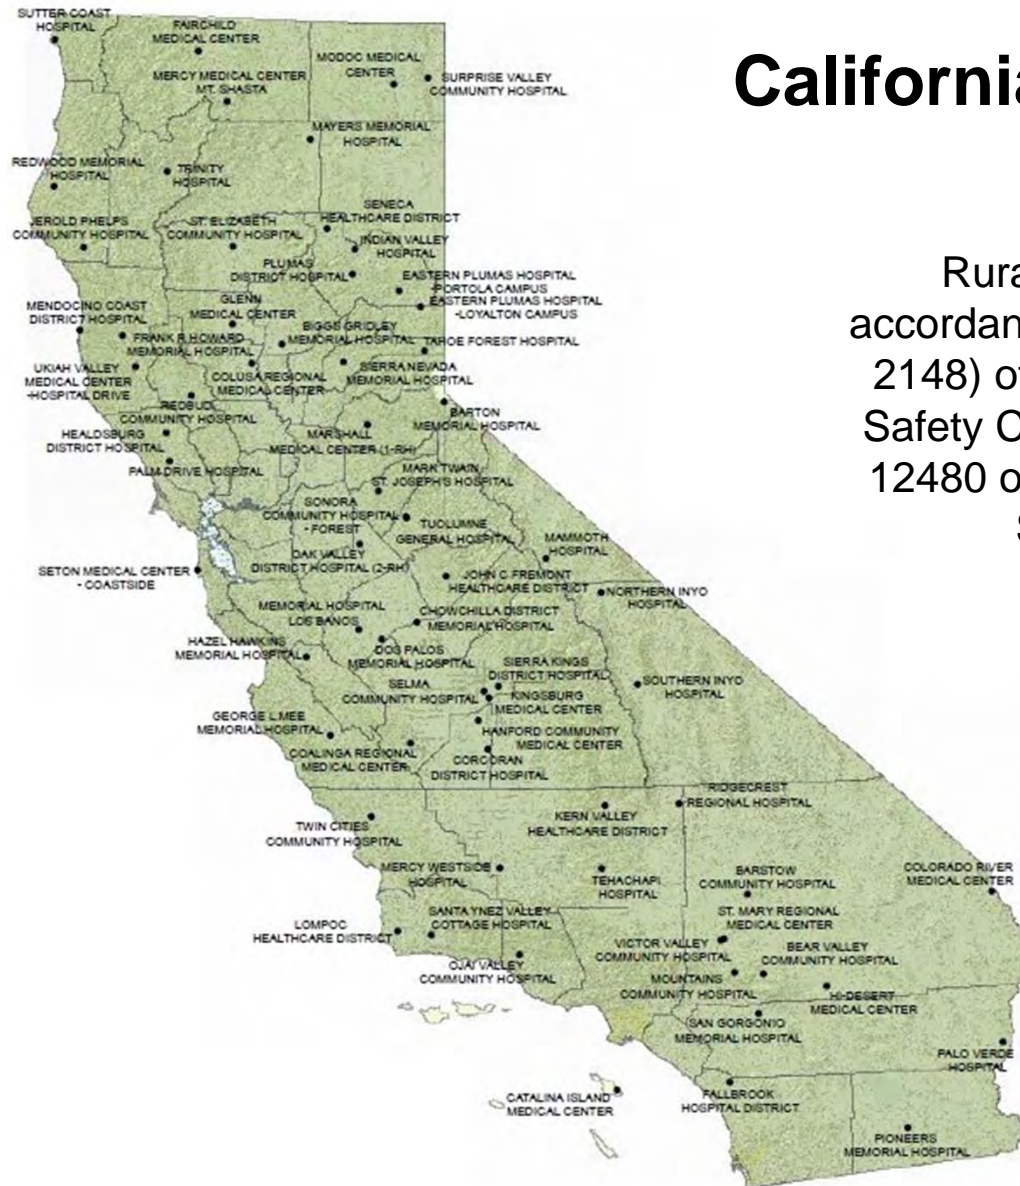 California
Rura
accordan
2148) of
Safety C
12480 o
S
SUTTER COAST
HOSPITAL
FAIRCHILD
MEDICAL CENTER
MODOC MEDICAL
CENTER
SURPRISE VALLEY
COMMUNITY HOSPITAL
MERCY MEDICAL CENTER
MT. SHASTA
MAYERS MEMORIAL
HOSPITAL
REDWOOD MEMORIAL
HOSPITAL
TRINITY
HOSPITAL
JEROLD PHELPS
COMMUNITY HOSPITAL
ST. ELIZABETH
COMMUNITY HOSPITAL
SENECA
HEALTHCARE DISTRICT
INDIAN VALLEY
HOSPITAL
PLUMAS
DISTRICT HOSPITAL
EASTERN PLUMAS HOSPITAL
-PORTOLA CAMPUS
EASTERN PLUMAS HOSPITAL
-LOYALTON CAMPUS
MENDOCINO COAST
DISTRICT HOSPITAL
GLENN
MEDICAL CENTER
FRANK R HOWARD
MEMORIAL HOSPITAL
BIGGS GRIDLEY
MEMORIAL HOSPITAL
TAHOE FOREST HOSPITAL
UKIAH VALLEY
MEDICAL CENTER
-HOSPITAL DRIVE
COLUSA REGIONAL
MEDICAL CENTER
SIERRA NEVADA
MEMORIAL HOSPITAL
REDBUD
COMMUNITY HOSPITAL
BARTON
MEMORIAL HOSPITAL
HEALDSBURG
DISTRICT HOSPITAL
MARSHALL
MEDICAL CENTER (1-RH)
PALM DRIVE HOSPITAL
MARK TWAIN
ST. JOSEPH'S HOSPITAL
SONORA
COMMUNITY HOSPITAL
- FOREST
TUOLUMNE
GENERAL HOSPITAL
OAK VALLEY
DISTRICT HOSPITAL (2-RH)
MAMMOTH
HOSPITAL
SETON MEDICAL CENTER
- COASTSIDE
JOHN C FREMONT
HEALTHCARE DISTRICT
NORTHERN INYO
HOSPITAL
MEMORIAL HOSPITAL
LOS BANOS
CHOWCHILLA DISTRICT
MEMORIAL HOSPITAL
HAZEL HAWKINS
MEMORIAL HOSPITAL
DOS PALOS
MEMORIAL HOSPITAL
SIERRA KINGS
DISTRICT HOSPITAL
SELMA
COMMUNITY HOSPITAL
KINGSBURG
MEDICAL CENTER
SOUTHERN INYO
HOSPITAL
GEORGE L.MEE
MEMORIAL HOSPITAL
HANFORD COMMUNITY
MEDICAL CENTER
COALINGA REGIONAL
MEDICAL CENTER
CORCORAN
DISTRICT HOSPITAL
RIDGECREST
REGIONAL HOSPITAL
TWIN CITIES
COMMUNITY HOSPITAL
KERN VALLEY
HEALTHCARE DISTRICT
MERCY WESTSIDE
HOSPITAL
TEHACHAPI
HOSPITAL
BARSTOW
COMMUNITY HOSPITAL
COLORADO RIVER
MEDICAL CENTER
LOMPOC
HEALTHCARE DISTRICT
SANTA YNEZ VALLEY
COTTAGE HOSPITAL
ST. MARY REGIONAL
MEDICAL CENTER
VICTOR VALLEY
COMMUNITY HOSPITAL
BEAR VALLEY
COMMUNITY HOSPITAL
OJAI VALLEY
COMMUNITY HOSPITAL
MOUNTAINS
COMMUNITY HOSPITAL
HI-DESERT
MEDICAL CENTER
SAN GORGONIO
MEMORIAL HOSPITAL
PALO VERDE
HOSPITAL
CATALINA ISLAND
MEDICAL CENTER
FALLBROOK
HOSPITAL DISTRICT
PIONEERS
MEMORIAL HOSPITAL